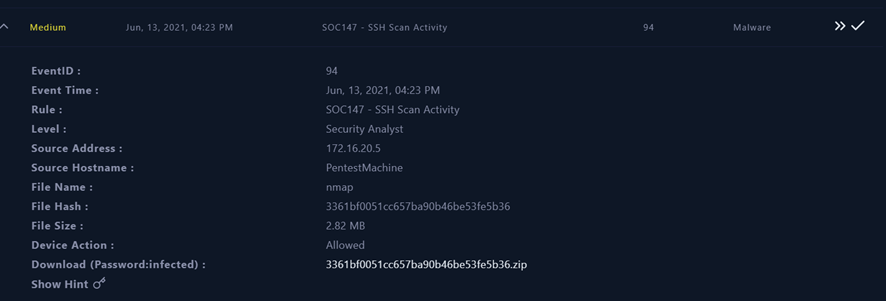 Medium Jun, 13, 2021, 04:23 PM SOC147 - SSH Scan Activity 94 Malware
EventID : 94
Event Time : Jun, 13, 2021, 04:23 PM
Rule : SOC147 - SSH Scan Activity
Level : Security Analyst
Source Address : 172.16.20.5
Source Hostname : PentestMachine
File Name : nmap
File Hash : 3361bf0051cc657ba90b46be53fe5b36
File Size : 2.82 MB
Device Action : Allowed
Download (Password:infected) : 3361bf0051cc657ba90b46be53fe5b36.zip
Show Hint